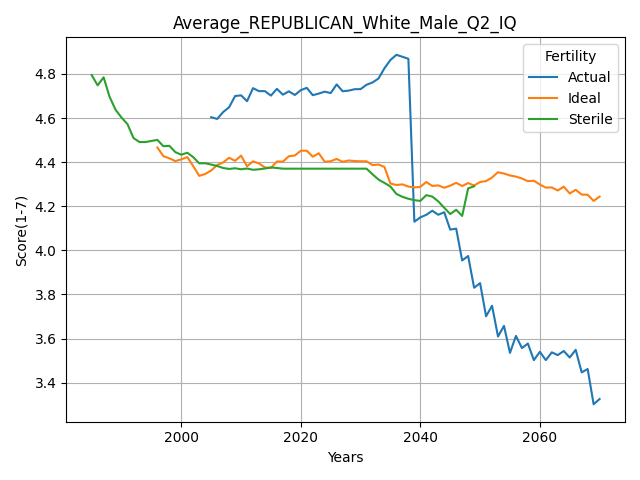 Average_REPUBLICAN_White_Male_Q2_IQ
Fertility
Actual
Ideal
Sterile
Score(1-7)
4.8
4.6
4.4
4.2
4.0
3.8
3.6
3.4
2000 2020 2040 2060
Years